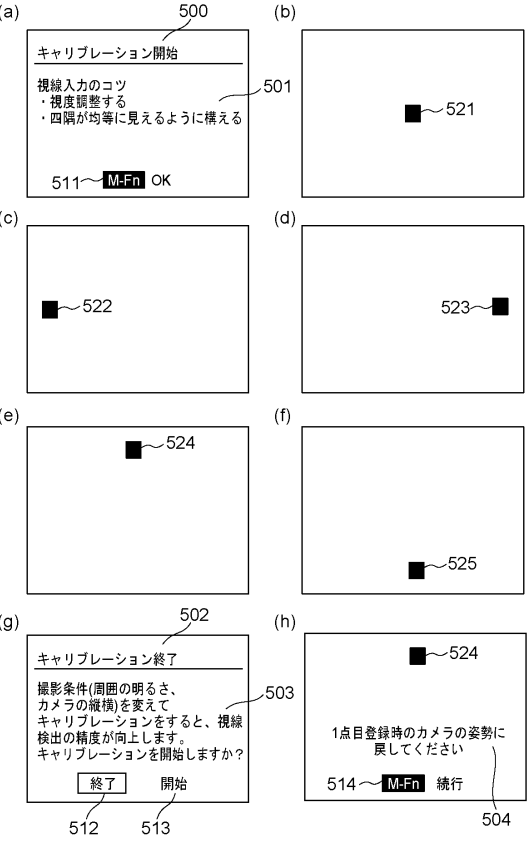 (a)
500
キャリブレーション開始
視線入力のコツ
・視度調整する
・四隅が均等に見えるように構える
501
511
M-Fn OK
(b)
521
(c)
522
(d)
523
(e)
524
(f)
525
(g)
502
キャリブレーション終了
撮影条件(周囲の明るさ、
カメラの縦横)を変えて
キャリブレーションをすると、視線
検出の精度が向上します。
キャリブレーションを開始しますか?
503
終了 開始
512 513
(h)
524
1点目登録時のカメラの姿勢に
戻してください
514
M-Fn 続行
504